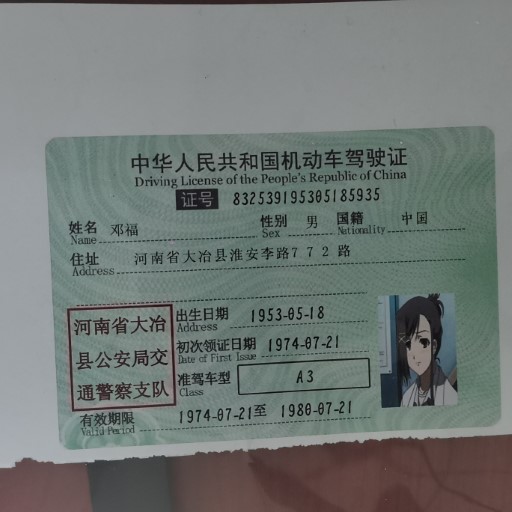 中华人民共和国机动车驾驶证
Driving License of the People's Republic of China
证号 832539195305185935
姓名 邓福 性别 男 国籍 中国
Name Sex Nationality
住址 河南省大冶县淮安李路772路
Address
出生日期 1953-05-18
Address
初次领证日期 1974-07-21
Date of First Issue
准驾车型 A3
Class
河南省大冶
县公安局交
通警察支队
有效期限 1974-07-21至 1980-07-21
Valid Period